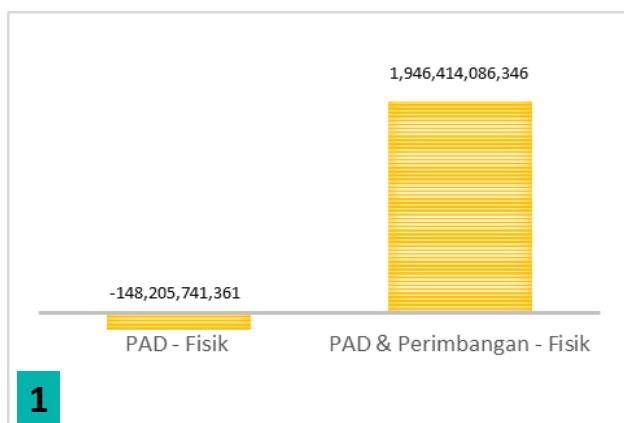 1,946,414,086,346
-148,205,741,361
PAD - Fisik
PAD & Perimbangan - Fisik
1